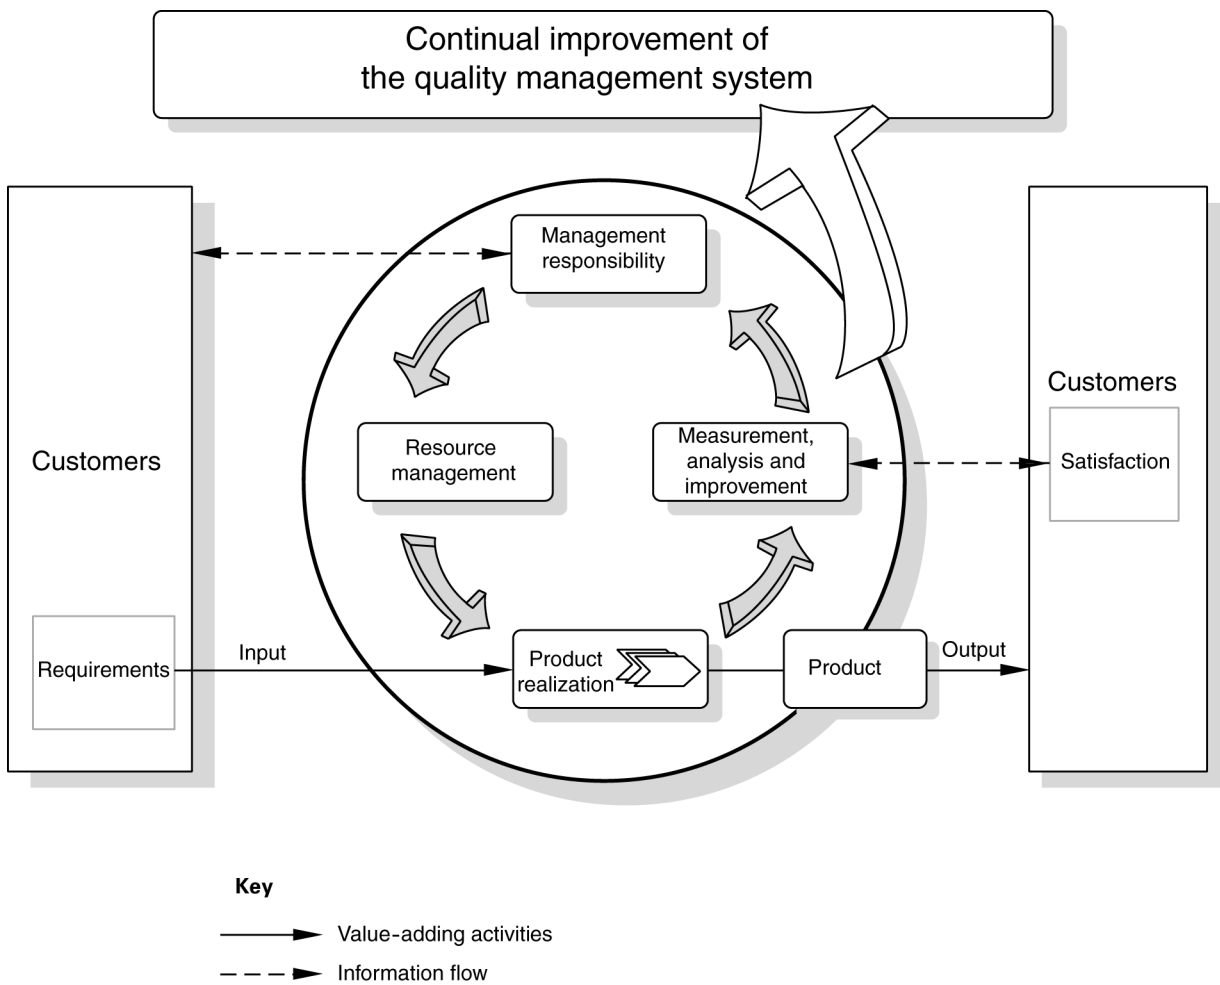 Continual improvement of
the quality management system
Management
responsibility
Customers
Resource
management
Measurement,
analysis and
improvement
Customers
Satisfaction
Requirements
Input
Product
realization
Product
Output
Key
Value-adding activities
Information flow